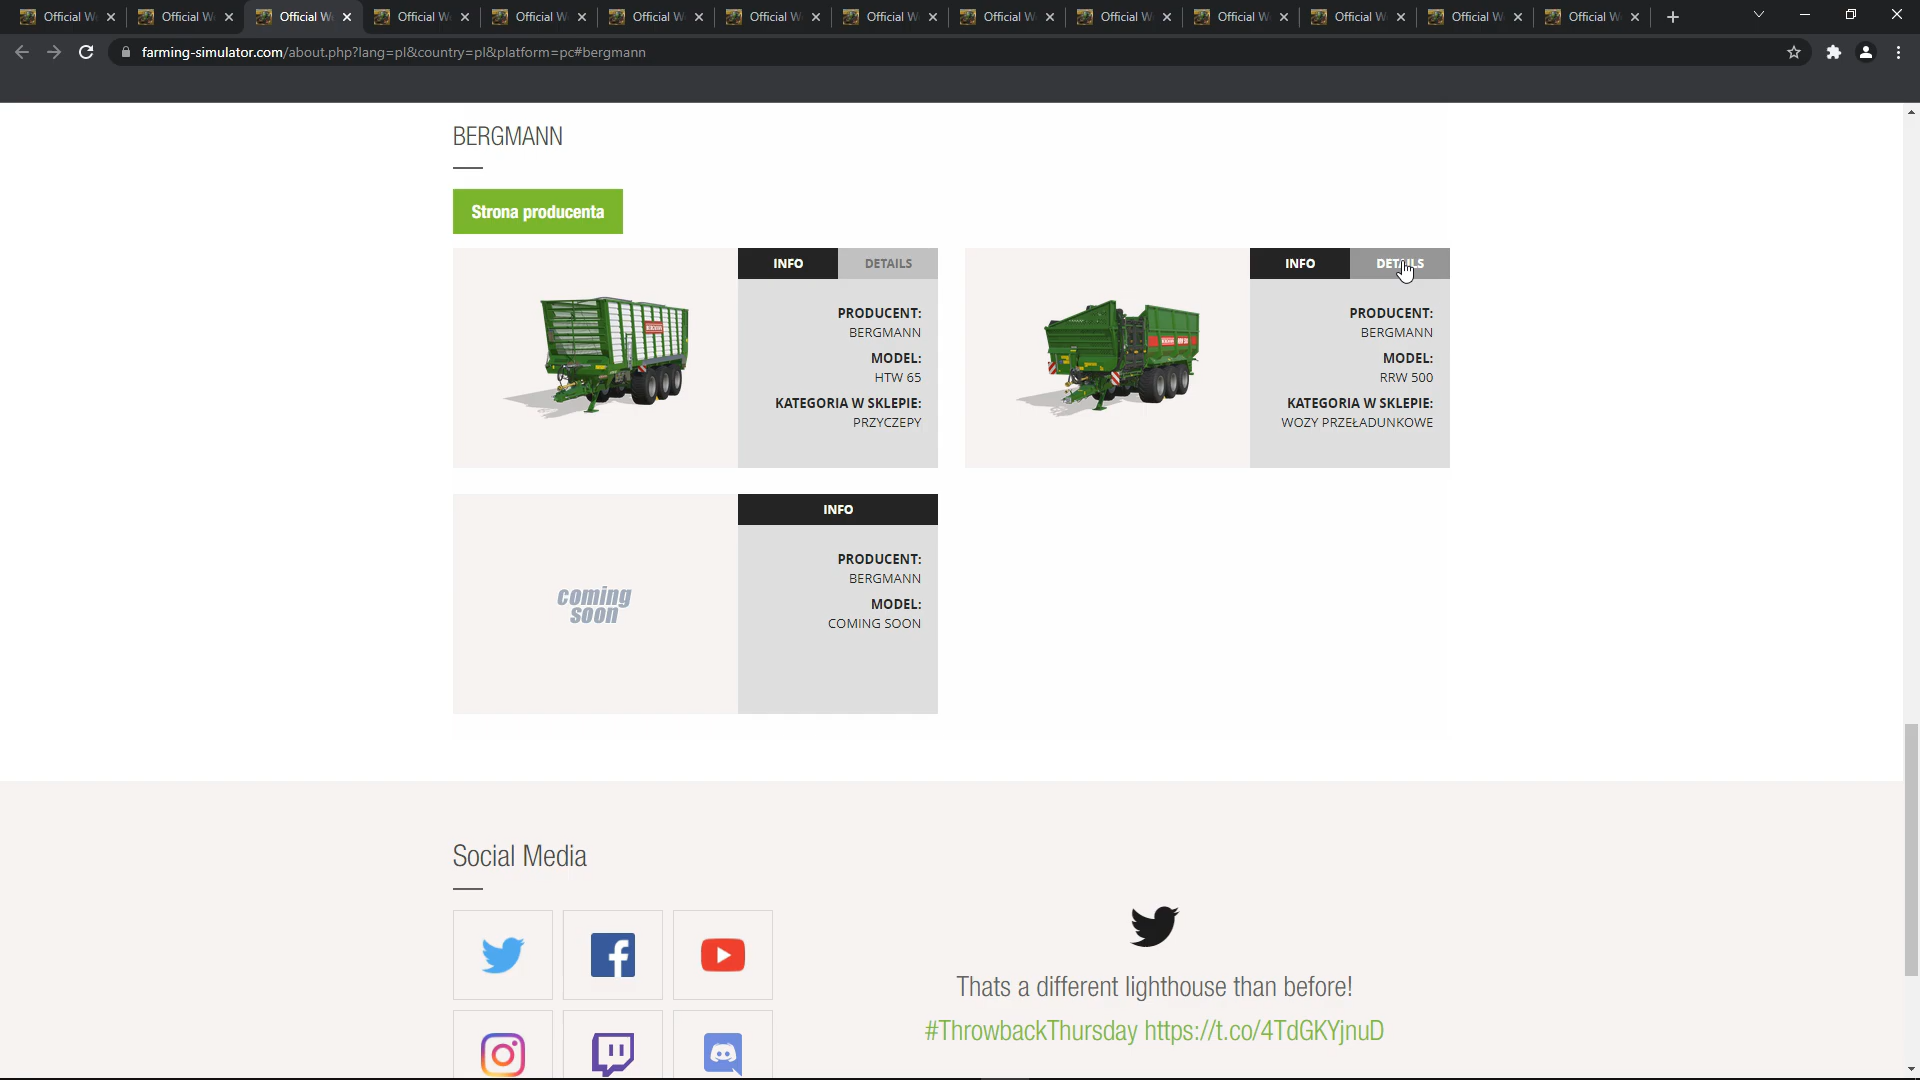 Official W
Official W
Official W
Official W
Official W
Official W
Official W
Official W
Official W
Official W
Official W
Official W
Official W
Official W
farming-simulator.com/about.php?lang=pl&country=pl&platform=pc#bergmann
BERGMANN
Strona producenta
INFO DETAILS
PRODUCENT:
BERGMANN
MODEL:
HTW 65
KATEGORIA W SKLEPIE:
PRZYCZEPY
INFO DETAILS
PRODUCENT:
BERGMANN
MODEL:
RRW 500
KATEGORIA W SKLEPIE:
WOZY PRZEŁADUNKOWE
coming
soon
INFO
PRODUCENT:
BERGMANN
MODEL:
COMING SOON
Social Media
Thats a different lighthouse than before!
#ThrowbackThursday https://t.co/4TdGKYjnuD